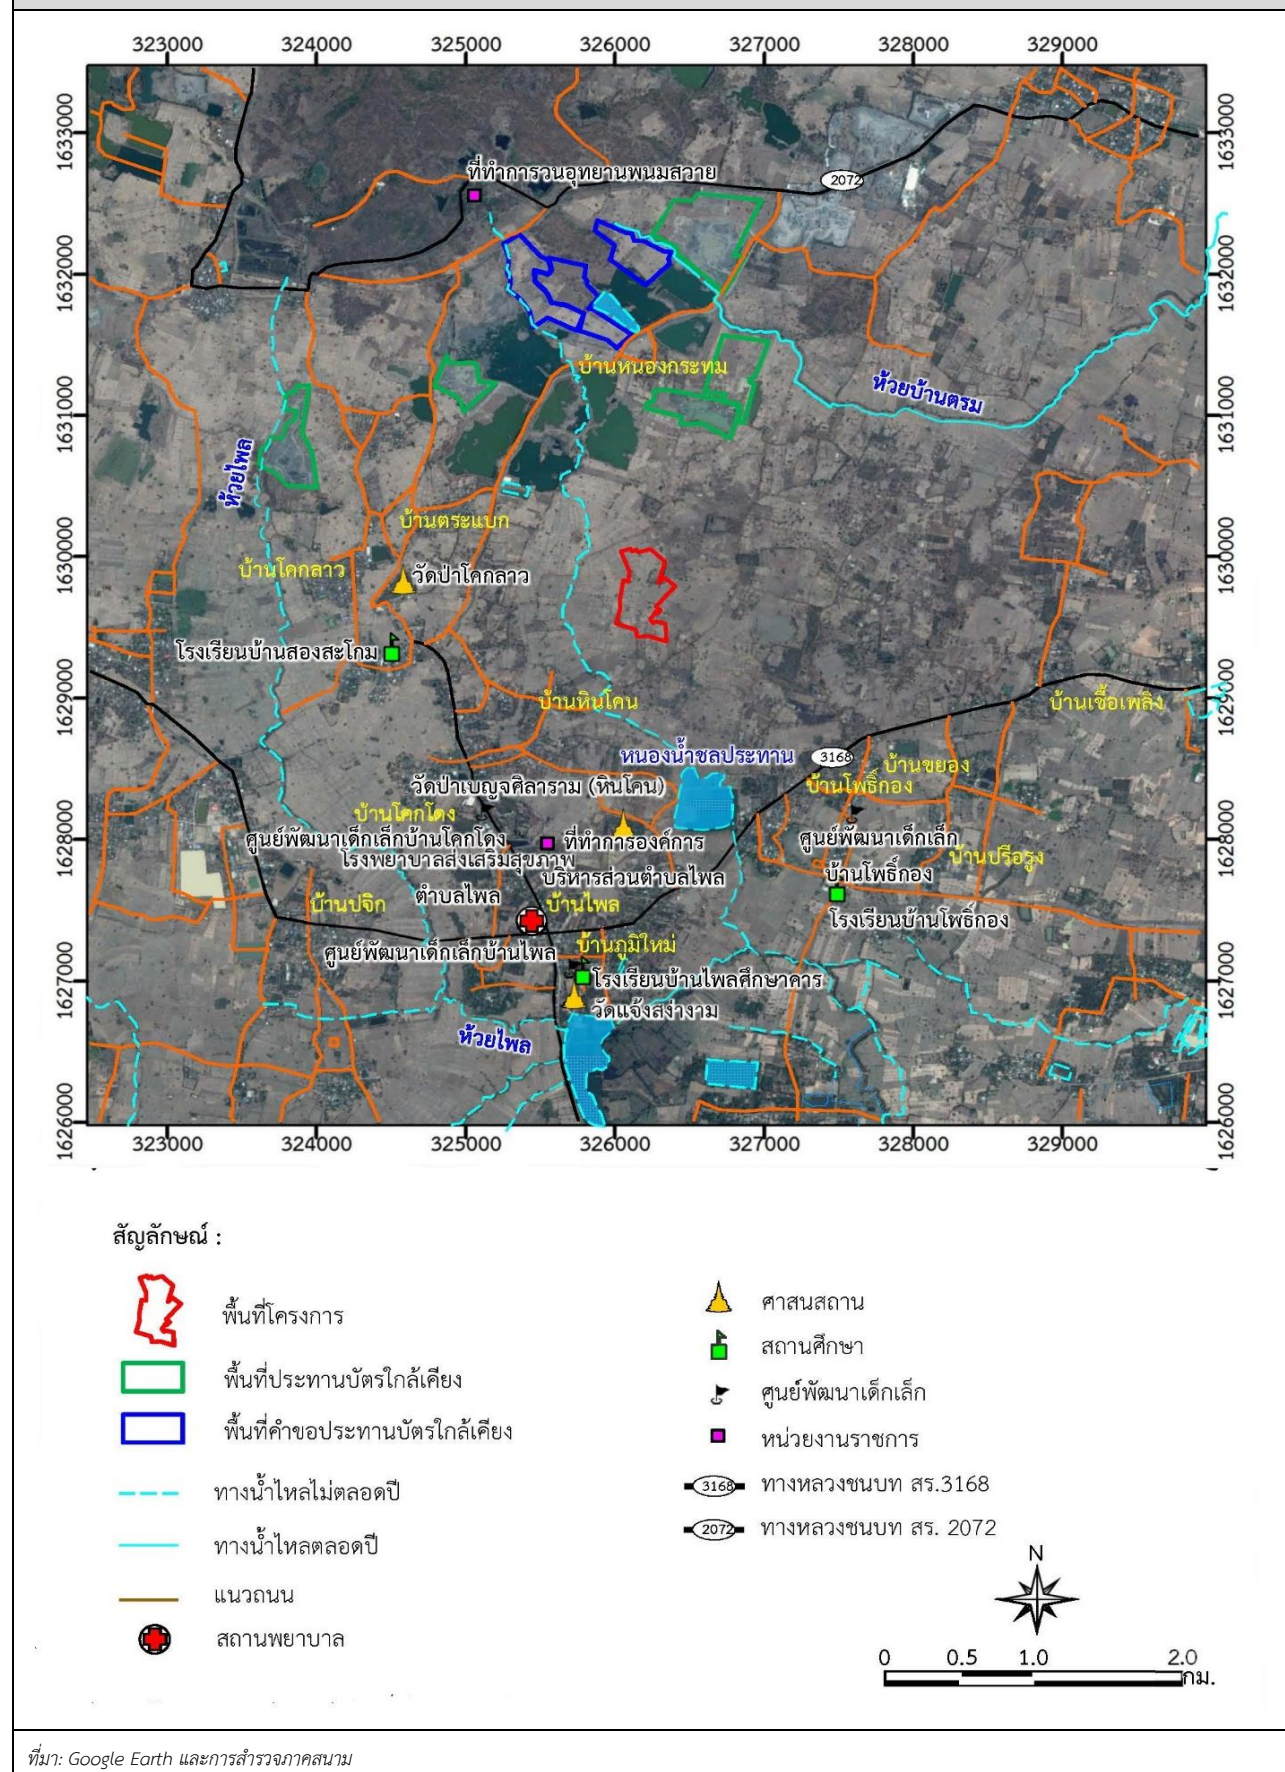 323000 324000 325000 326000 327000 328000 329000
1633000 1633000
ที่ทำการวนอุทยานพนมสวาย
2072
1632000 1632000
บ้านหนองกระทม
ห้วยบ้านตรม
1631000 1631000
ห้วยไพล
บ้านตระแบก
1630000 1630000
บ้านโคกลาว
วัดป่าโคกลาว
โรงเรียนบ้านสองสะโกม
1629000 1629000
บ้านหินโคน
บ้านเชื้อเพลิง
หนองน้ำชลประทาน
3168
บ้านขยอง
บ้านโพธิ์กอง
วัดป่าเบญจศิลาราม (หินโคน)
บ้านโคกโดง
1628000 1628000
ศูนย์พัฒนาเด็กเล็กบ้านโคกโดง
ที่ทำการองค์การ
บริหารส่วนตำบลไพล
ศูนย์พัฒนาเด็กเล็ก
บ้านโพธิ์กอง
บ้านปรือรูง
โรงพยาบาลส่งเสริมสุขภาพ
ตำบลไพล
บ้านปจิก
บ้านไพล
โรงเรียนบ้านโพธิ์กอง
ศูนย์พัฒนาเด็กเล็กบ้านไพล
บ้านภูมิใหม่
1627000 1627000
โรงเรียนบ้านไพลศึกษาคาร
วัดแจ้งสง่างาม
ห้วยไพล
1626000 1626000
323000 324000 325000 326000 327000 328000 329000
สัญลักษณ์ :
พื้นที่โครงการ
พื้นที่ประทานบัตรใกล้เคียง
พื้นที่คำขอประทานบัตรใกล้เคียง
ทางน้ำไหลไม่ตลอดปี
ทางน้ำไหลตลอดปี
แนวถนน
สถานพยาบาล
ศาสนสถาน
สถานศึกษา
ศูนย์พัฒนาเด็กเล็ก
หน่วยงานราชการ
3168 ทางหลวงชนบท สร.3168
2072 ทางหลวงชนบท สร. 2072
N
0 0.5 1.0 2.0
กม.
ที่มา: Google Earth และการสำรวจภาคสนาม